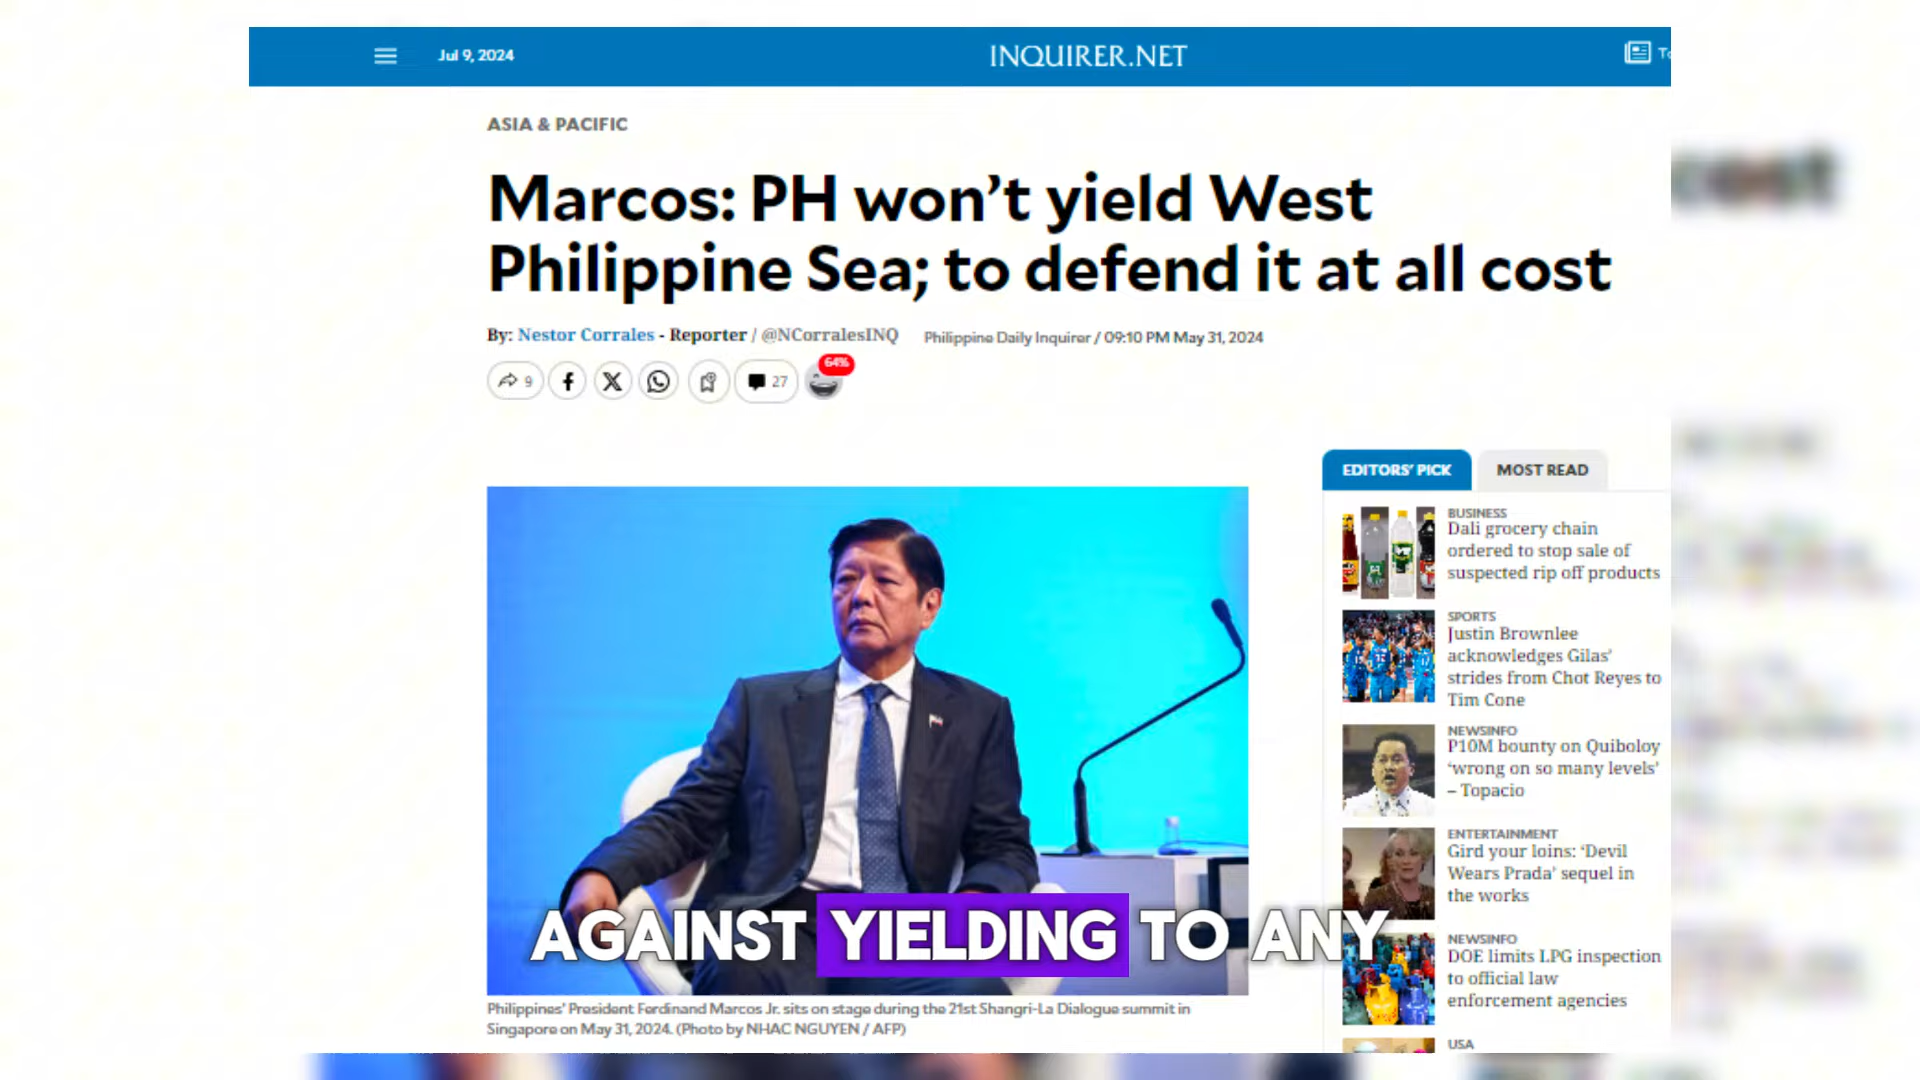 Jul 9, 2024
INQUIRER.NET
ASIA & PACIFIC
Marcos: PH won't yield West
Philippine Sea; to defend it at all cost
By: Nestor Corrales - Reporter / @NCorralesINQ
Philippine Daily Inquirer / 09:10 PM May 31, 2024
9
27
64%
EDITORS' PICK
MOST READ
BUSINESS
Dali grocery chain
ordered to stop sale of
suspected rip off products
SPORTS
Justin Brownlee
acknowledges Gilas'
strides from Chot Reyes to
Tim Cone
NEWSINFO
P10M bounty on Quiboloy
'wrong on so many levels'
– Topacio
ENTERTAINMENT
Gird your loins: 'Devil
Wears Prada' sequel in
the works
NEWSINFO
DOE limits LPG inspection
to official law
enforcement agencies
USA
AGAINST YIELDING TO ANY
Philippines' President Ferdinand Marcos Jr. sits on stage during the 21st Shangri-La Dialogue summit in
Singapore on May 31, 2024. (Photo by NHAC NGUYEN / AFP)